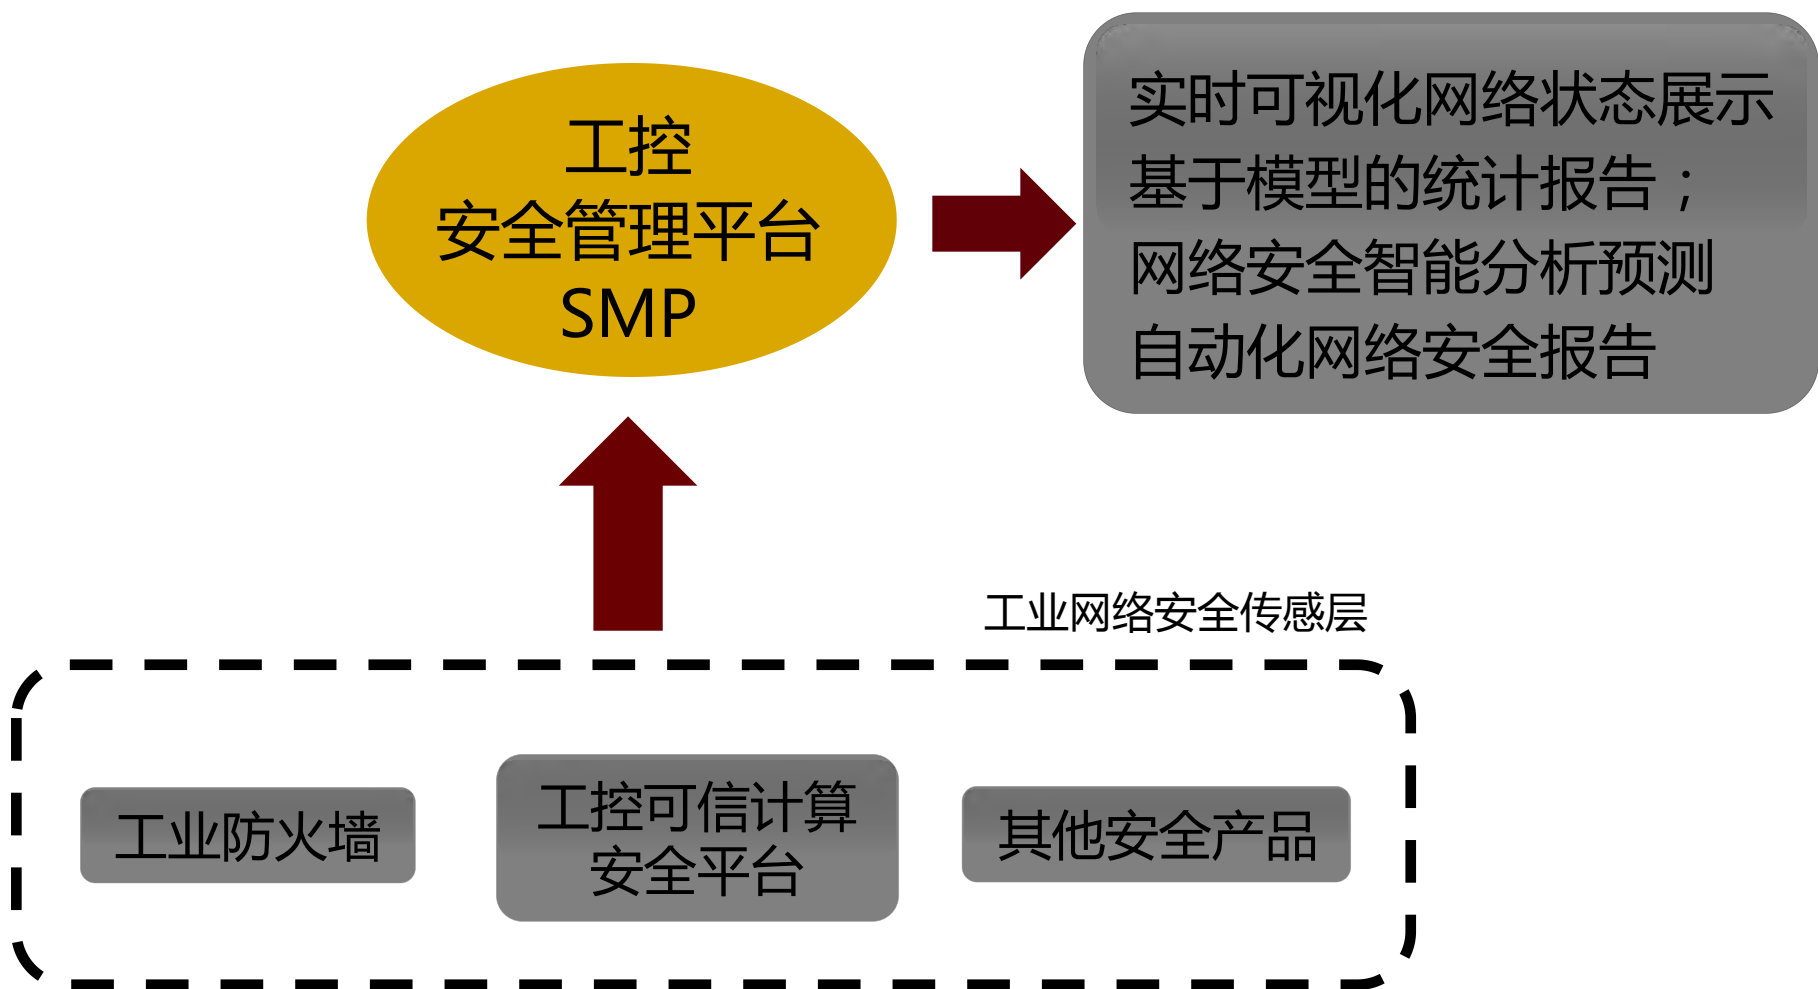 工控
安全管理平台
SMP
实时可视化网络状态展示
基于模型的统计报告；
网络安全智能分析预测
自动化网络安全报告
工业网络安全传感层
工业防火墙
工控可信计算
安全平台
其他安全产品